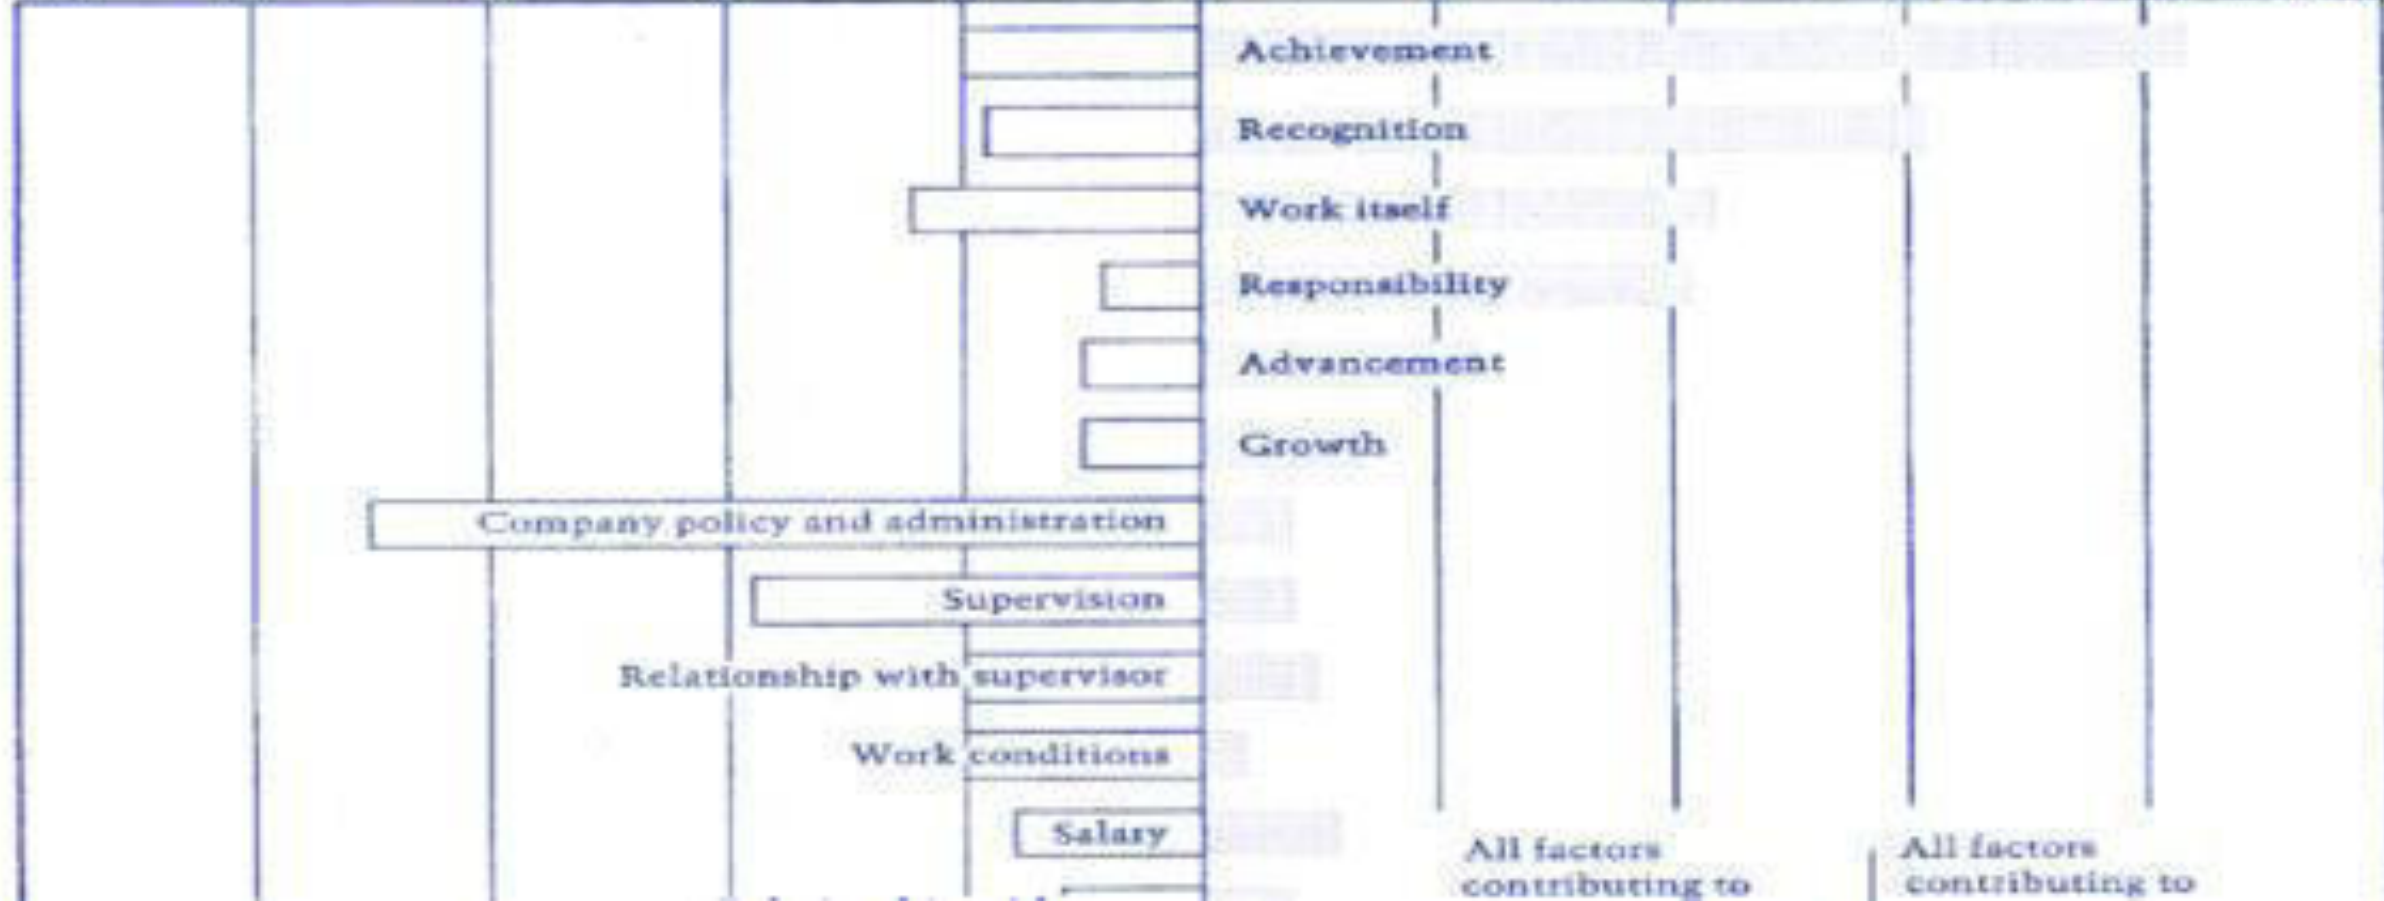 Achievement
Recognition
Work itself
Responsibility
Advancement
Growth
Company policy and administration
Supervision
Relationship with supervisor
Work conditions
Salary
All factors
contributing to
All factors
contributing to